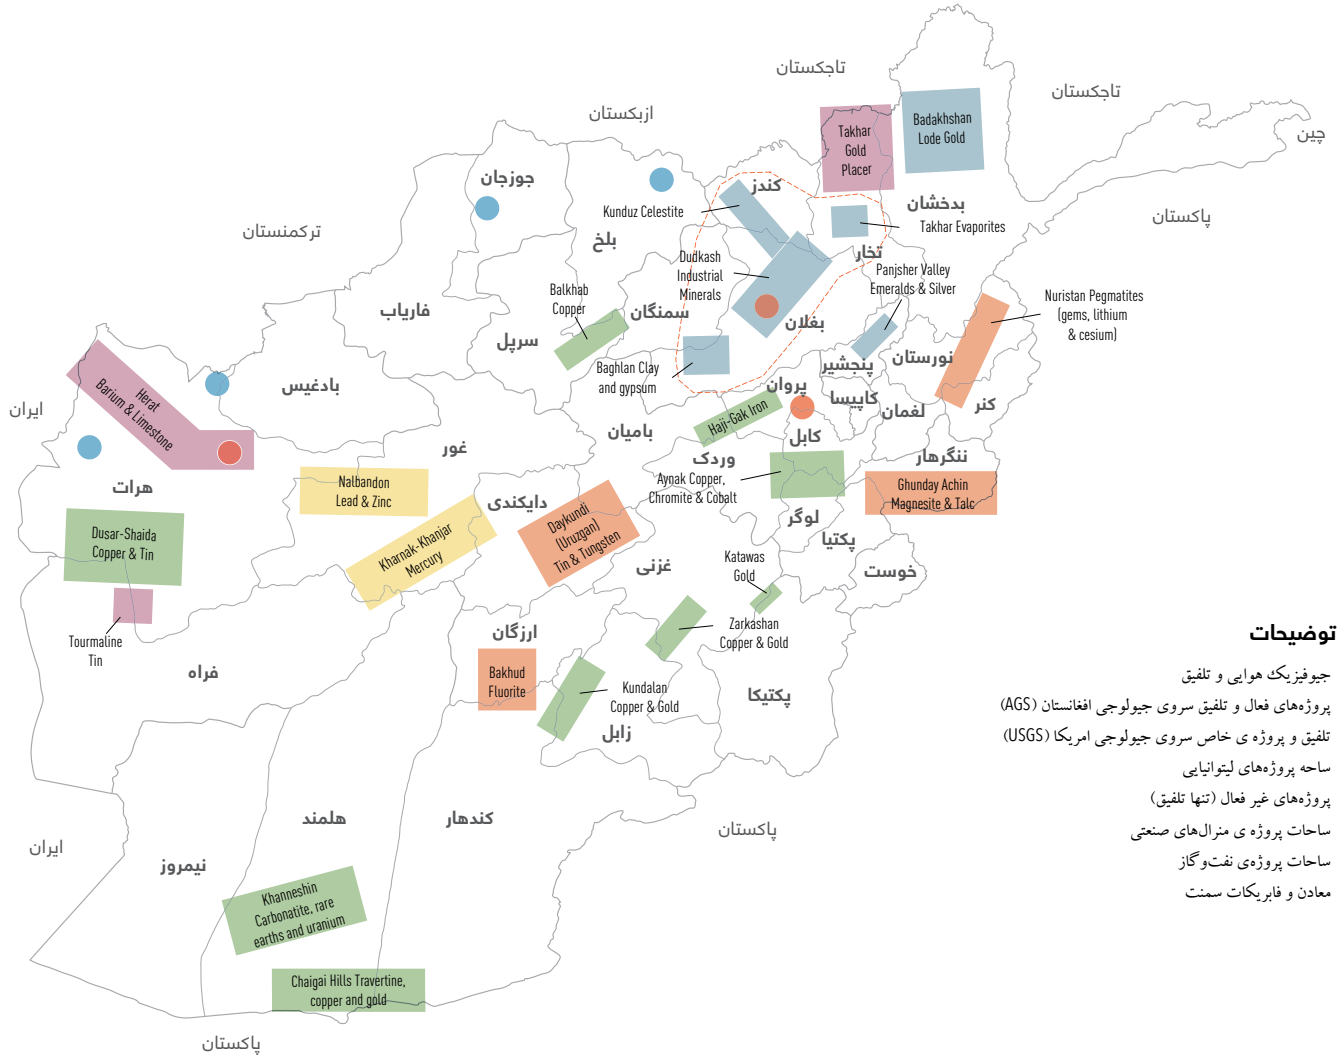 تاجکستان
تاجکستان
ازبکستان
چین
Takhar
Gold
Placer
Badakhshan
Lode Gold
جوزجان
کندز
بدخشان
پاکستان
Kunduz Celestite
Takhar Evaporites
ترکمنستان
بلخ
تخار
Dudkash
Industrial
Minerals
Panjsher Valley
Emeralds & Silver
Balkhab
Copper
Nuristan Pegmatites
(gems, lithium
& cesium)
فاریاب
سمنگان
بغلان
سرپل
نورستان
پنجشیر
Baghlan Clay
and gypsum
بادغیس
پروان
کاپیسا
لغمان
کنر
ایران
Herat
Barium & Limestone
Hajj-Gak Iron
بامیان
کابل
غور
وردک
ننگرهار
Aynak Copper,
Chromite & Cobalt
هرات
Nalbandon
Lead & Zinc
Ghunday Achin
Magnesite & Talc
دایکندی
لوگر
Daykundi
(Uruzgan)
Tin & Tungsten
Dusar-Shaida
Copper & Tin
Kharnak-Khanjar
Mercury
پکتیا
غزنی
Katawas
Gold
خوست
Tourmaline
Tin
ارزگان
Zarkashan
Copper & Gold
فراه
Bakhud
Fluorite
Kundalan
Copper & Gold
پکتیکا
زابل
هلمند
کندهار
پاکستان
ایران
نیمروز
Khanneshin
Carbonatite, rare
earths and uranium
Chaigai Hills Travertine,
copper and gold
پاکستان
توضیحات
جیوفیزیک هوایی و تلفیق
پروژه‌های فعال و تلفیق سروی جیولوجی افغانستان (AGS)
تلفیق و پروژه ی خاص سروی جیولوجی امریکا (USGS)
ساحه پروژه‌های لیتوانیایی
پروژه‌های غیر فعال (تنها تلفیق)
ساحات پروژه ی منرال‌های صنعتی
ساحات پروژه‌ی نفت‌و‌گاز
معادن و فابریکات سمنت